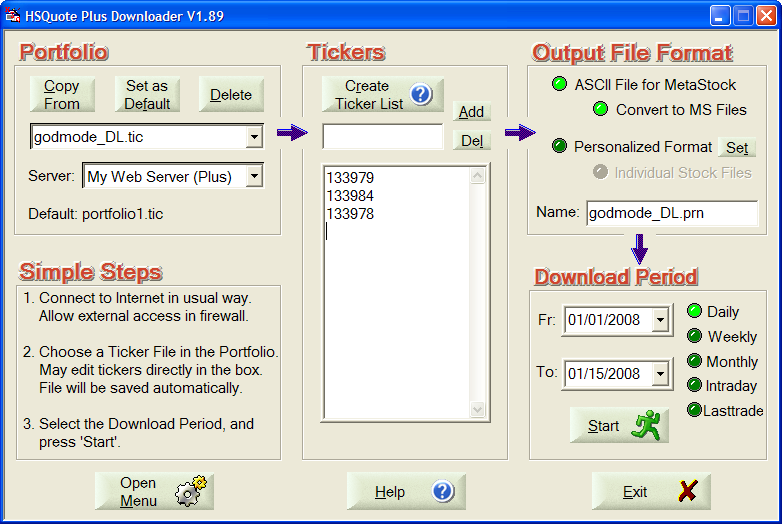 HSQuote Plus Downloader V1.89
Portfolio
Copy From
Set as Default
Delete
godmode_DL.tic
Server: My Web Server (Plus)
Default: portfolio1.tic
Simple Steps
1. Connect to Internet in usual way.
Allow external access in firewall.
2. Choose a Ticker File in the Portfolio.
May edit tickers directly in the box.
File will be saved automatically.
3. Select the Download Period, and
press 'Start'.
Open Menu
Tickers
Create Ticker List
Add
Del
133979
133984
133978
Help
Output File Format
ASCII File for MetaStock
Convert to MS Files
Personalized Format Set
Individual Stock Files
Name: godmode_DL.prn
Download Period
Fr: 01/01/2008
To: 01/15/2008
Daily
Weekly
Monthly
Intraday
Lasttrade
Start
Exit